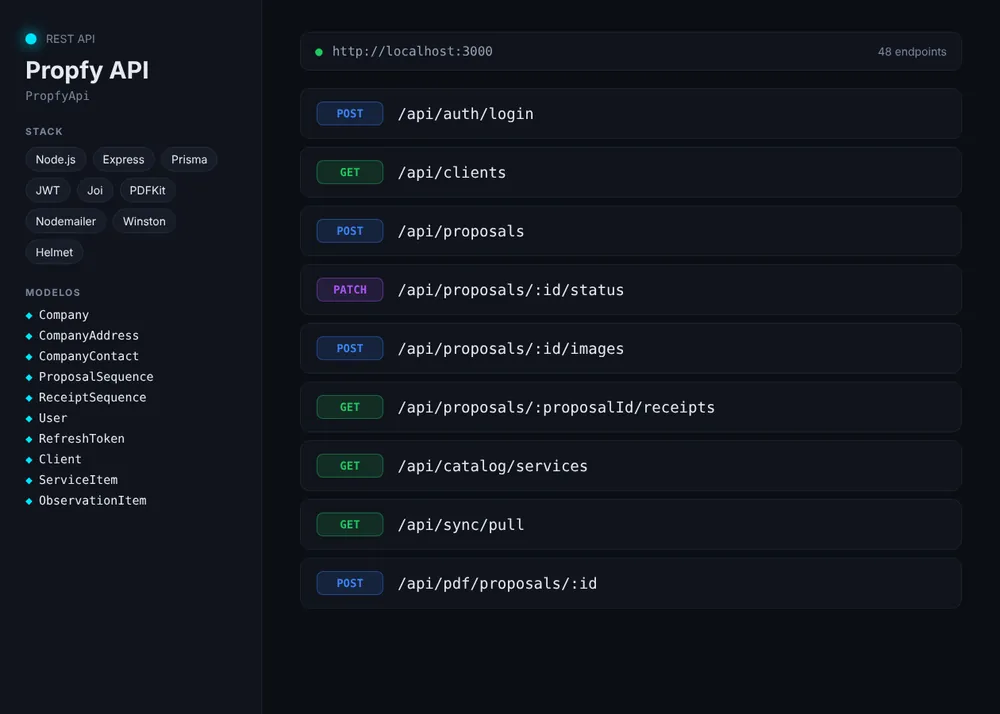 REST API
Propfy API
PropfyApi
STACK
Node.js Express Prisma
JWT Joi PDFKit
Nodemailer Winston
Helmet
MODELOS
Company
CompanyAddress
CompanyContact
ProposalSequence
ReceiptSequence
User
RefreshToken
Client
ServiceItem
ObservationItem
http://localhost:3000 48 endpoints
POST /api/auth/login
GET /api/clients
POST /api/proposals
PATCH /api/proposals/:id/status
POST /api/proposals/:id/images
GET /api/proposals/:proposalId/receipts
GET /api/catalog/services
GET /api/sync/pull
POST /api/pdf/proposals/:id